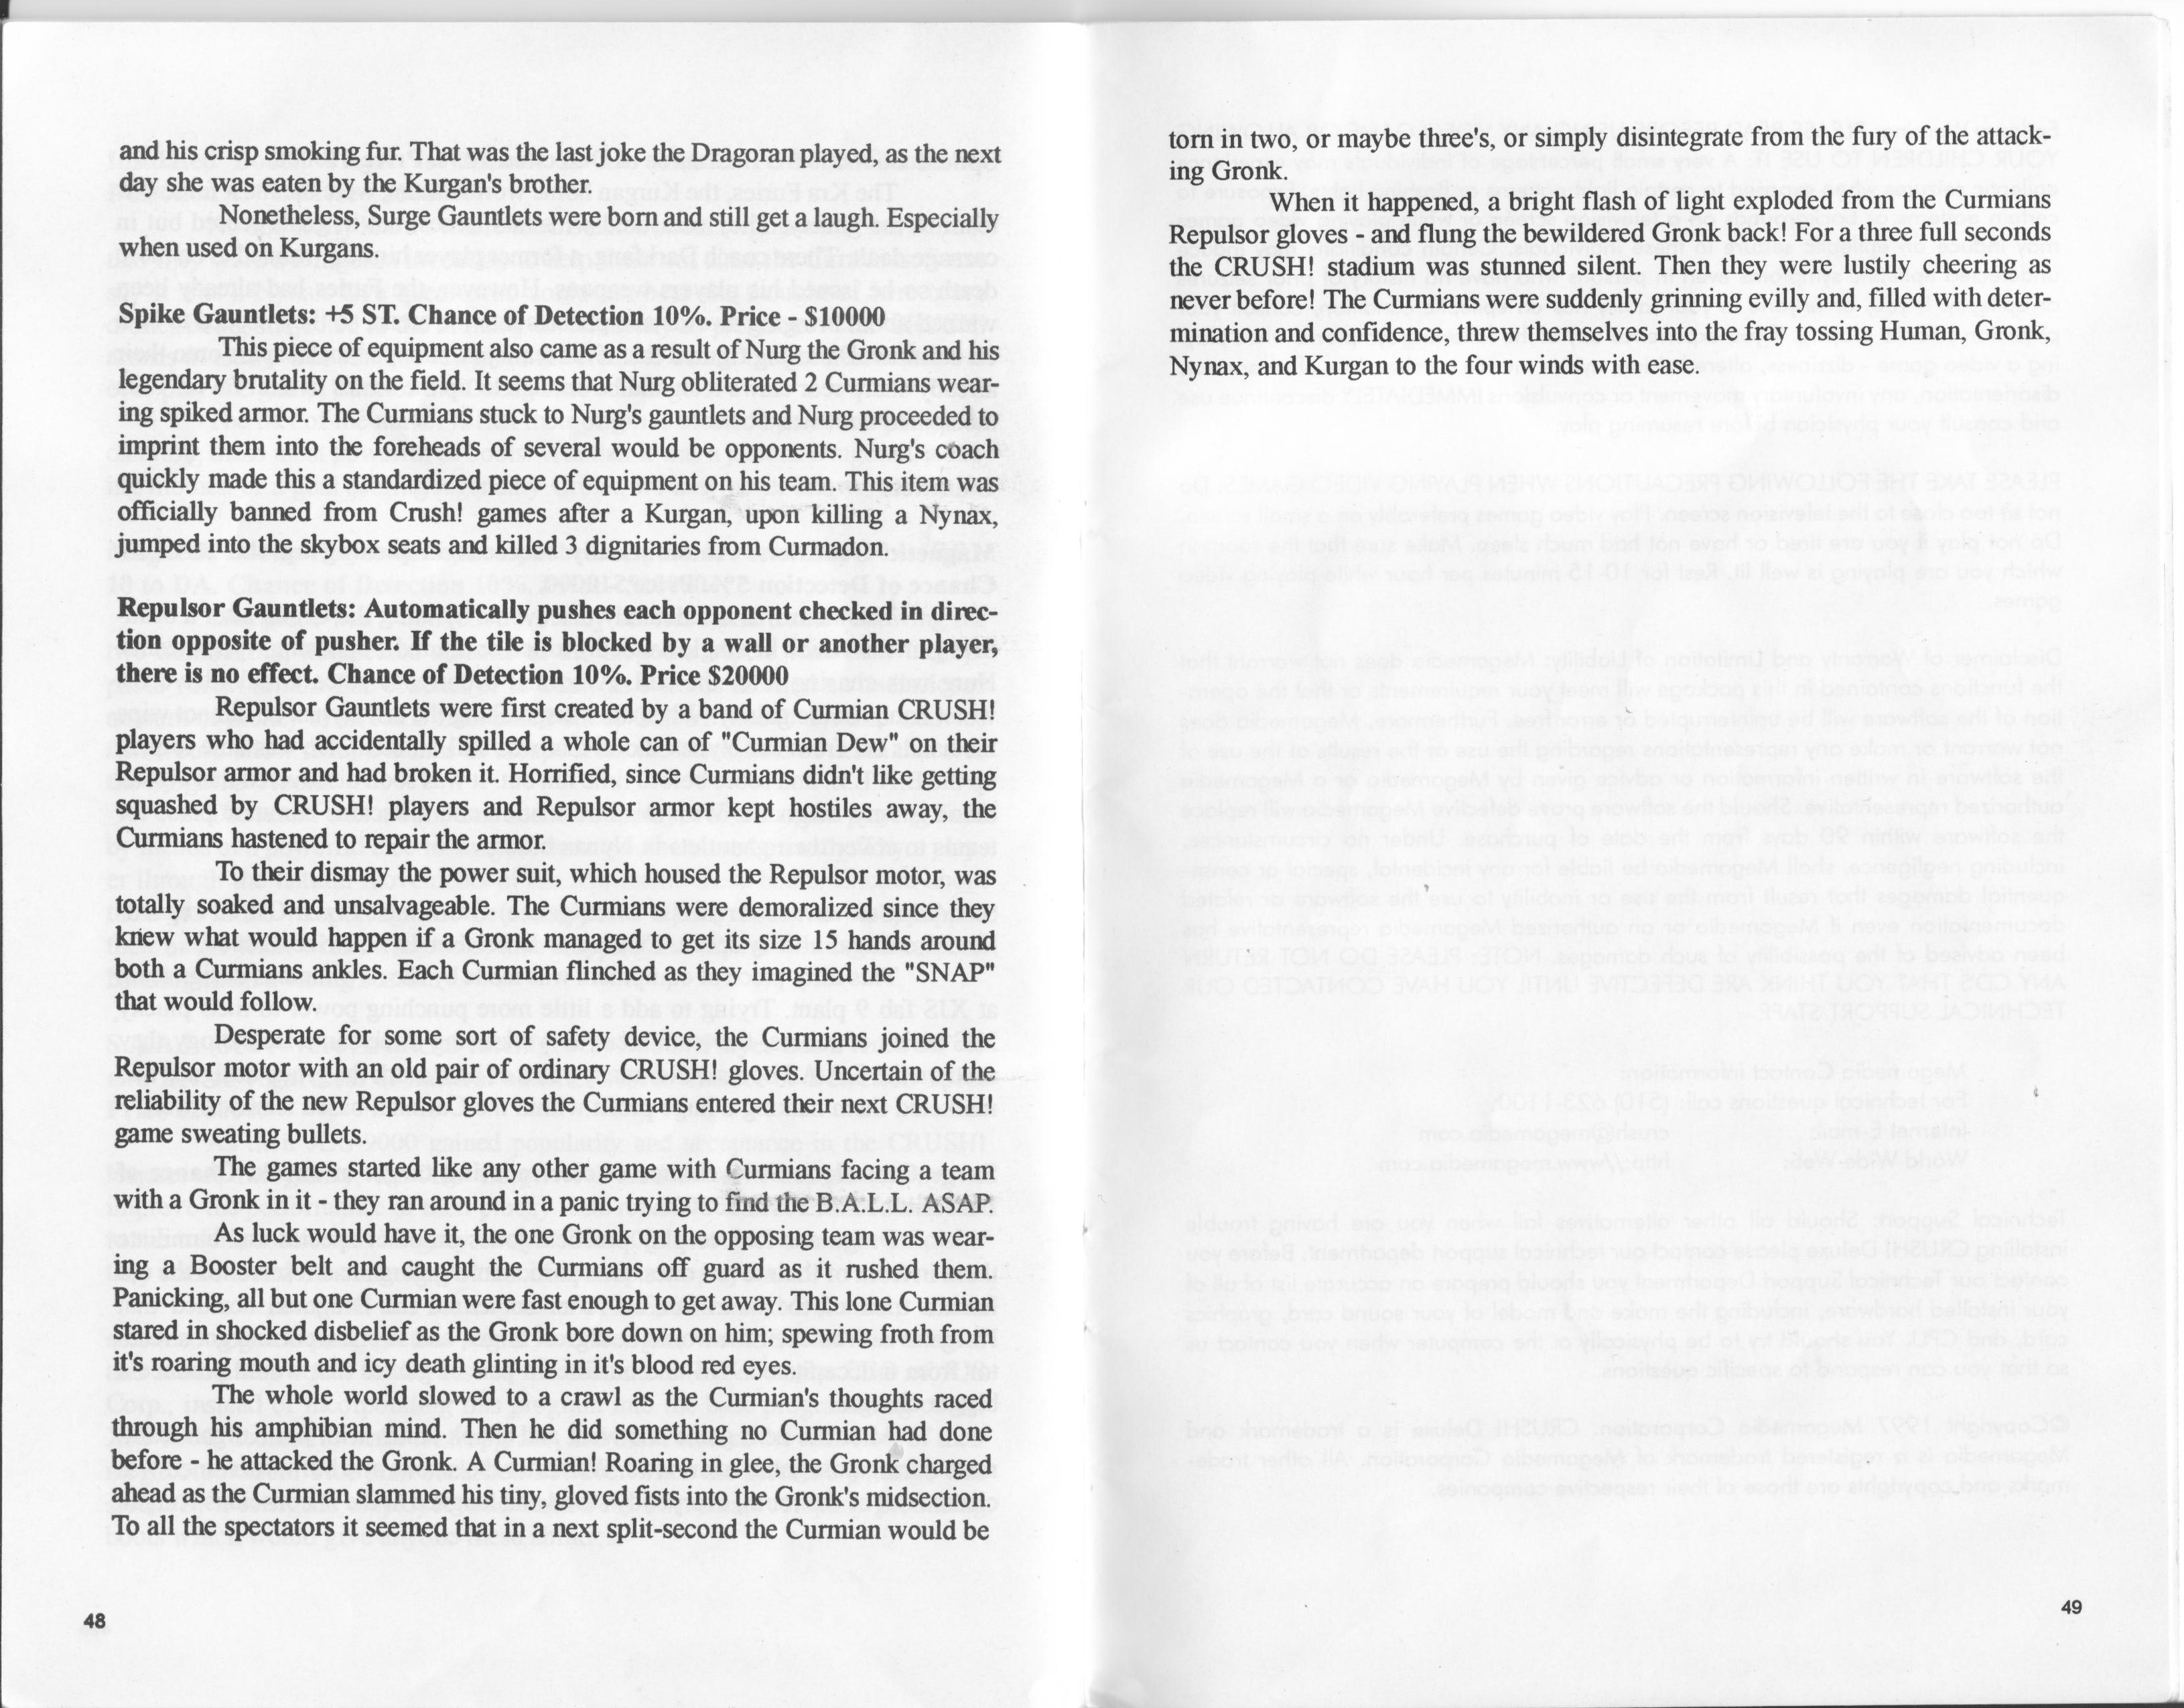 and his crisp smoking fur. That was the last joke the Dragoran played, as the next
day she was eaten by the Kurgan's brother.
Nonetheless, Surge Gauntlets were born and still get a laugh. Especially
when used on Kurgans.
Spike Gauntlets: +5 ST. Chance of Detection 10%. Price - $10000
This piece of equipment also came as a result of Nurg the Gronk and his
legendary brutality on the field. It seems that Nurg obliterated 2 Curmians wear-
ing spiked armor. The Curmians stuck to Nurg's gauntlets and Nurg proceeded to
imprint them into the foreheads of several would be opponents. Nurg's coach
quickly made this a standardized piece of equipment on his team. This item was
officially banned from Crush! games after a Kurgan, upon killing a Nynax,
jumped into the skybox seats and killed 3 dignitaries from Curmadon.
Repulsor Gauntlets: Automatically pushes each opponent checked in direc-
tion opposite of pusher. If the tile is blocked by a wall or another player,
there is no effect. Chance of Detection 10%. Price $20000
Repulsor Gauntlets were first created by a band of Curmian CRUSH!
players who had accidentally spilled a whole can of "Curmian Dew" on their
Repulsor armor and had broken it. Horrified, since Curmians didn't like getting
squashed by CRUSH! players and Repulsor armor kept hostiles away, the
Curmians hastened to repair the armor.
To their dismay the power suit, which housed the Repulsor motor, was
totally soaked and unsalvageable. The Curmians were demoralized since they
knew what would happen if a Gronk managed to get its size 15 hands around
both a Curmians ankles. Each Curmian flinched as they imagined the "SNAP"
that would follow.
Desperate for some sort of safety device, the Curmians joined the
Repulsor motor with an old pair of ordinary CRUSH! gloves. Uncertain of the
reliability of the new Repulsor gloves the Curmians entered their next CRUSH!
game sweating bullets.
The games started like any other game with Curmians facing a team
with a Gronk in it - they ran around in a panic trying to find the B.A.L.L. ASAP.
As luck would have it, the one Gronk on the opposing team was wear-
ing a Booster belt and caught the Curmians off guard as it rushed them.
Panicking, all but one Curmian were fast enough to get away. This lone Curmian
stared in shocked disbelief as the Gronk bore down on him; spewing froth from
it's roaring mouth and icy death glinting in it's blood red eyes.
The whole world slowed to a crawl as the Curmian's thoughts raced
through his amphibian mind. Then he did something no Curmian had done
before - he attacked the Gronk. A Curmian! Roaring in glee, the Gronk charged
ahead as the Curmian slammed his tiny, gloved fists into the Gronk's midsection.
To all the spectators it seemed that in a next split-second the Curmian would be
48
torn in two, or maybe three's, or simply disintegrate from the fury of the attack-
ing Gronk.
When it happened, a bright flash of light exploded from the Curmians
Repulsor gloves - and flung the bewildered Gronk back! For a three full seconds
the CRUSH! stadium was stunned silent. Then they were lustily cheering as
never before! The Curmians were suddenly grinning evilly and, filled with deter-
mination and confidence, threw themselves into the fray tossing Human, Gronk,
Nynax, and Kurgan to the four winds with ease.
49